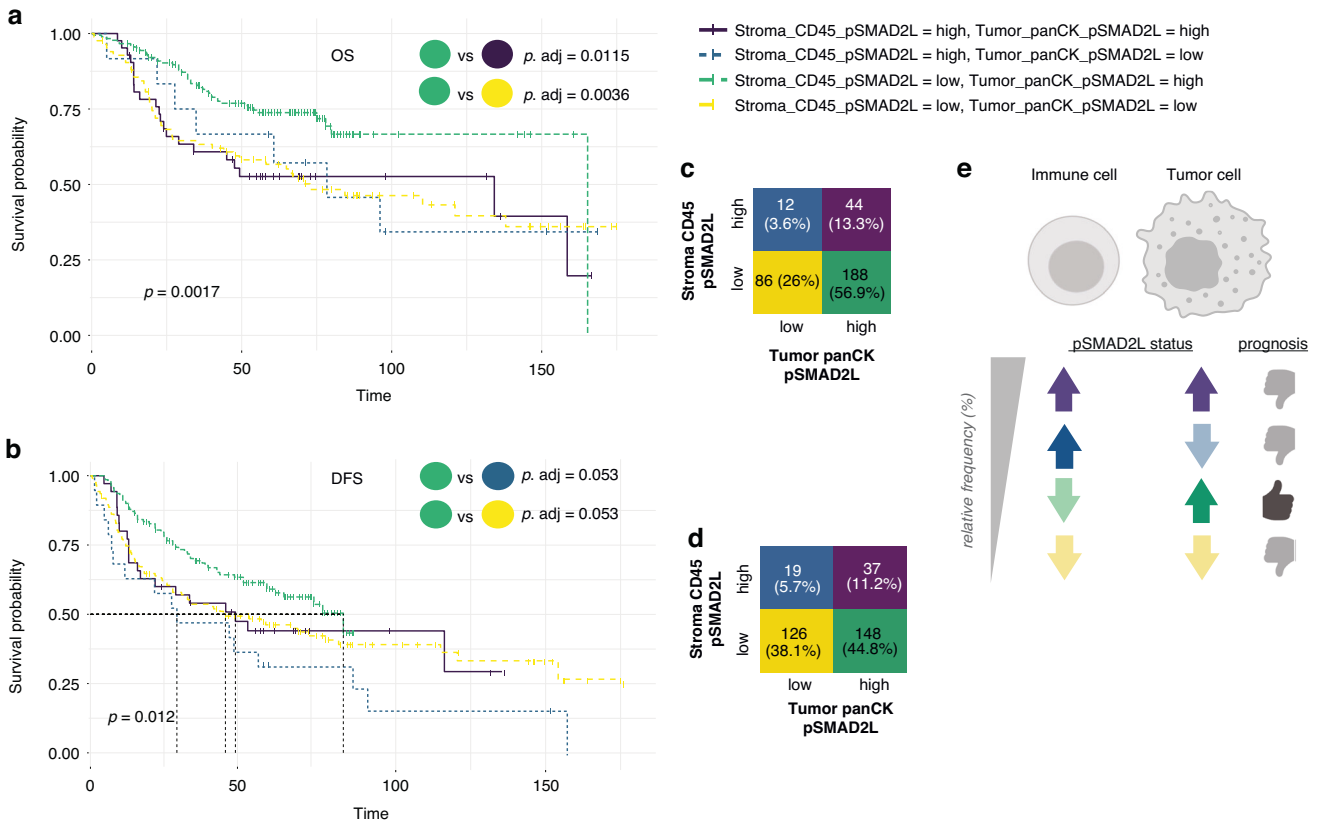 a
1.00
0.75
0.50
0.25
0.00
Survival probability
OS
vs
p. adj = 0.0115
vs
p. adj = 0.0036
p = 0.0017
0
50
100
150
Time
Stroma_CD45_pSMAD2L = high, Tumor_panCK_pSMAD2L = high
Stroma_CD45_pSMAD2L = high, Tumor_panCK_pSMAD2L = low
Stroma_CD45_pSMAD2L = low, Tumor_panCK_pSMAD2L = high
Stroma_CD45_pSMAD2L = low, Tumor_panCK_pSMAD2L = low
b
1.00
0.75
0.50
0.25
0.00
Survival probability
DFS
vs
p. adj = 0.053
vs
p. adj = 0.053
p = 0.012
0
50
100
150
Time
c
Stroma CD45
pSMAD2L
high
low
12
(3.6%)
44
(13.3%)
86 (26%)
188
(56.9%)
low
high
Tumor panCK
pSMAD2L
d
Stroma CD45
pSMAD2L
high
low
19
(5.7%)
37
(11.2%)
126
(38.1%)
148
(44.8%)
low
high
Tumor panCK
pSMAD2L
e
Immune cell
Tumor cell
pSMAD2L status
prognosis
relative frequency (%)